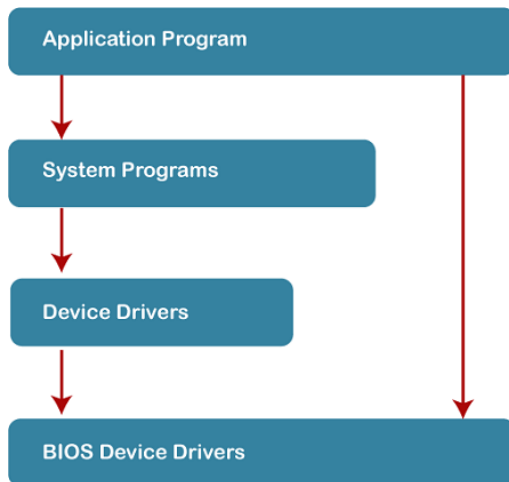 Application Program
System Programs
Device Drivers
BIOS Device Drivers